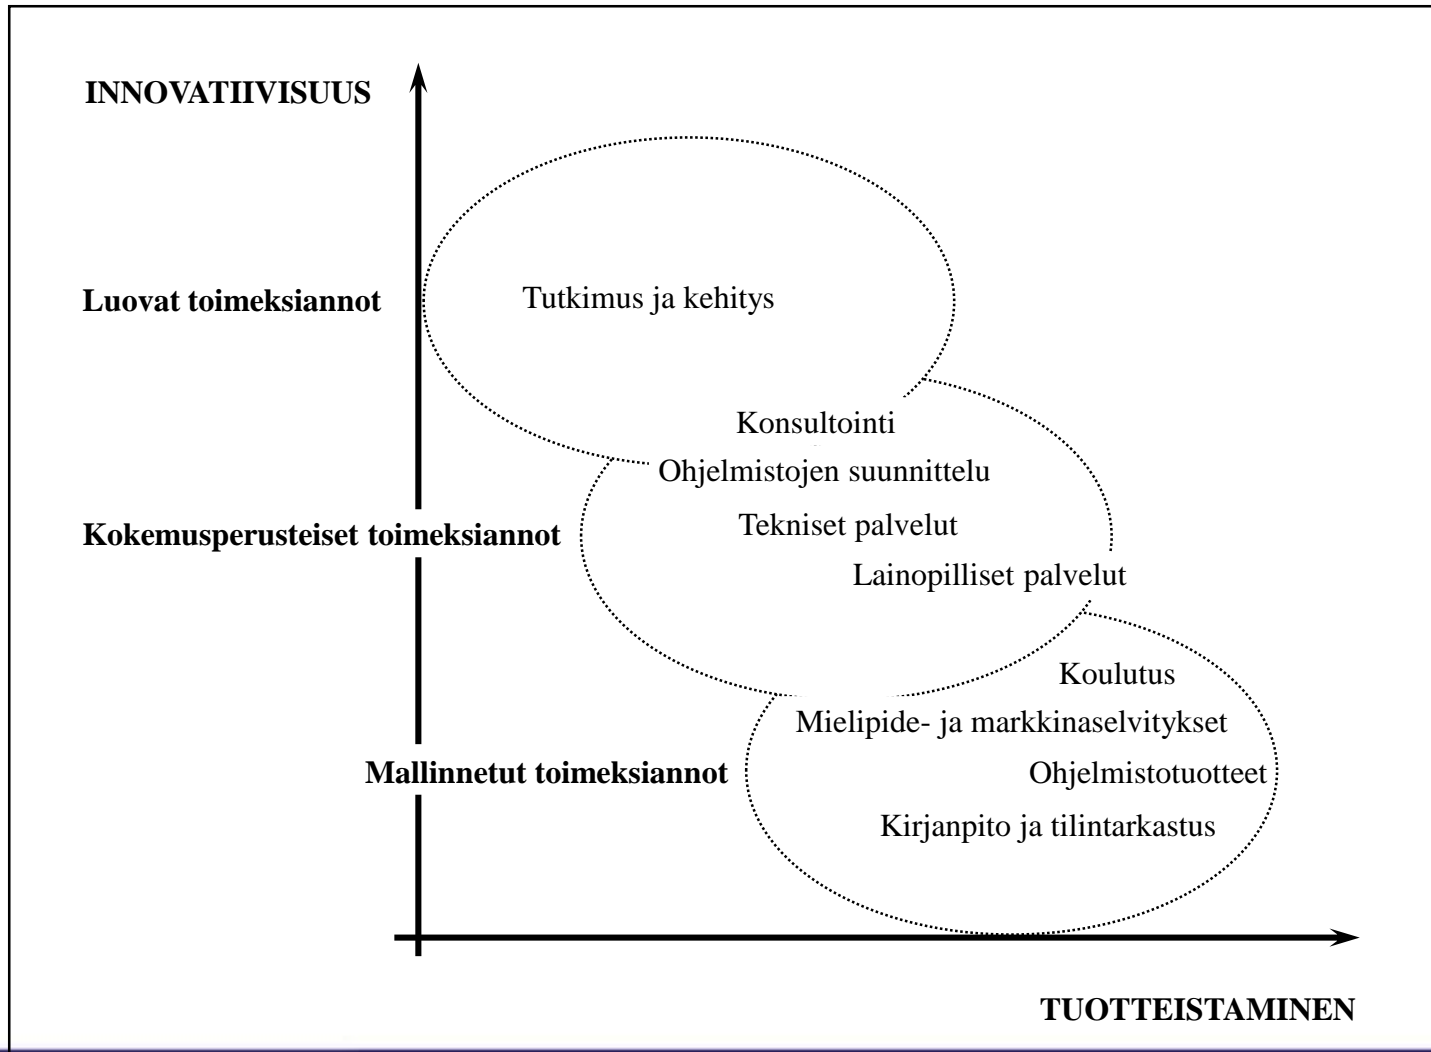 INNOVATIIVISUUS
Luovat toimeksiannot
Tutkimus ja kehitys
Konsultointi
Ohjelmistojen suunnittelu
Kokemusperusteiset toimeksiannot
Tekniset palvelut
Lainopilliset palvelut
Koulutus
Mielipide- ja markkinaselvitykset
Mallinnetut toimeksiannot
Ohjelmistotuotteet
Kirjanpito ja tilintarkastus
TUOTTEISTAMINEN